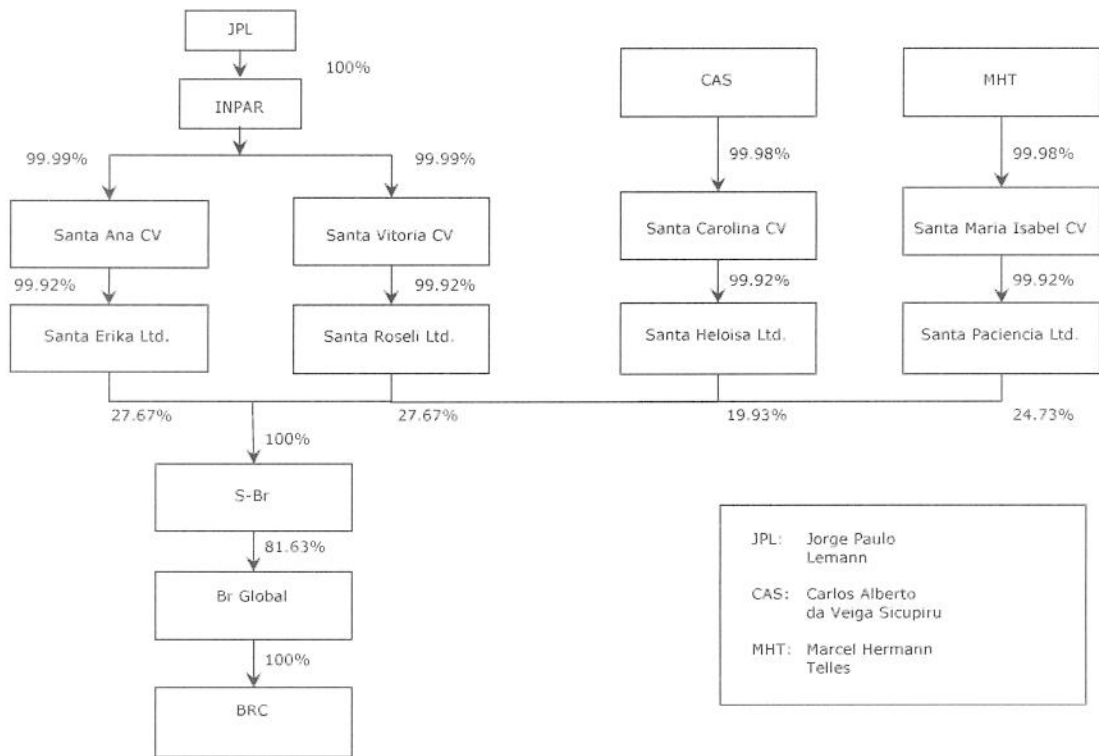 JPL
100%
INPAR
CAS
MHT
99.99%
99.99%
99.98%
99.98%
Santa Ana CV
Santa Vitoria CV
Santa Carolina CV
Santa Maria Isabel CV
99.92%
99.92%
99.92%
99.92%
Santa Erika Ltd.
Santa Roseli Ltd.
Santa Heloisa Ltd.
Santa Paciencia Ltd.
27.67%
27.67%
19.93%
24.73%
100%
S-Br
81.63%
Br Global
100%
BRC
JPL: Jorge Paulo
Lemann
CAS: Carlos Alberto
da Veiga Sicupiru
MHT: Marcel Hermann
Telles